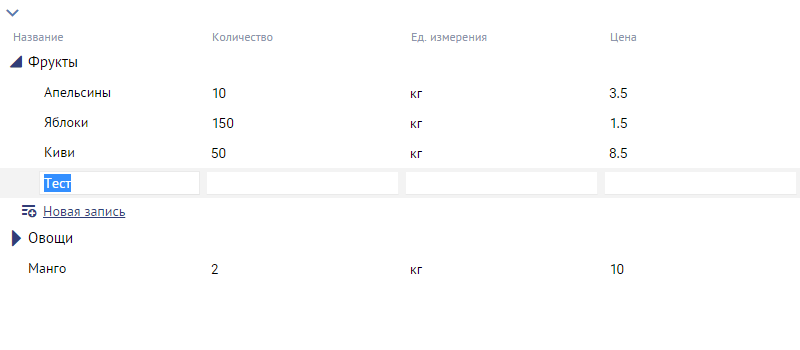 Название Количество Ед. измерения Цена
Фрукты
Апельсины 10 кг 3.5
Яблоки 150 кг 1.5
Киви 50 кг 8.5
Тест
Новая запись
Овощи
Манго 2 кг 10